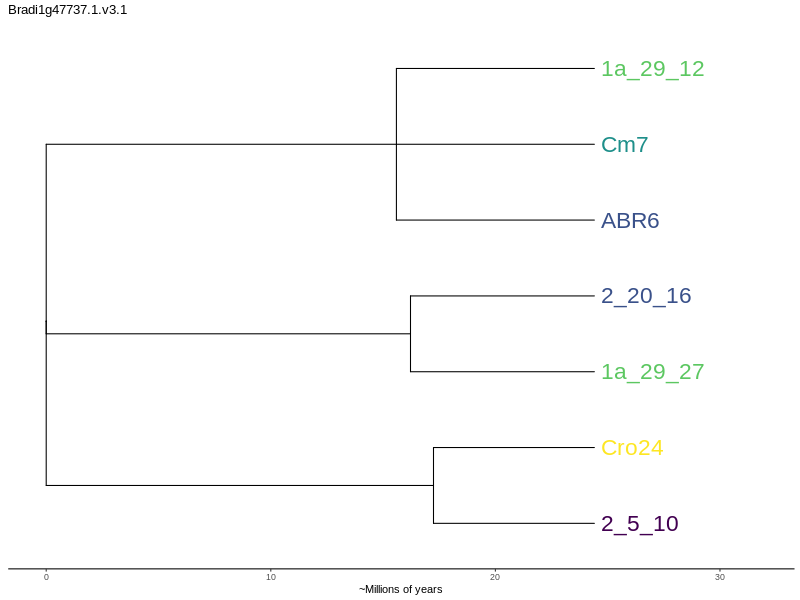 Bradi1g47737.1.v3.1
1a_29_12
Cm7
ABR6
2_20_16
1a_29_27
Cro24
2_5_10
0 10 20 30
~Millions of years